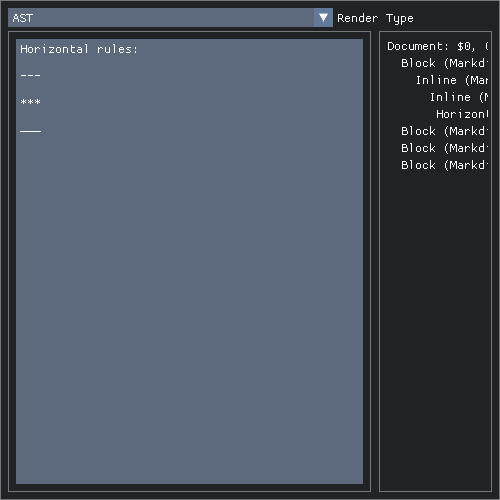 AST
Render Type
Horizontal rules:
---
***
___
Document: $0,
Block (Markd
Inline (Mar
Inline (
Horizon
Block (Markd
Block (Markd
Block (Markd